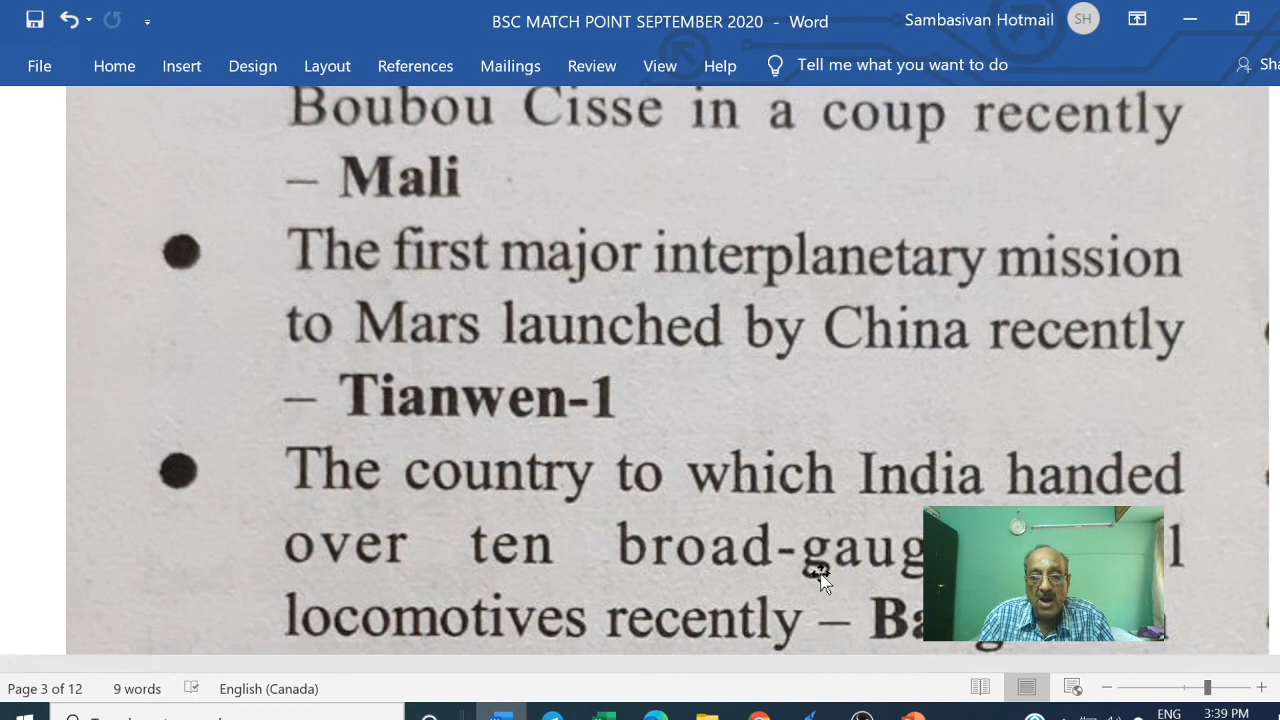 BSC MATCH POINT SEPTEMBER 2020 - Word
Sambasivan Hotmail SH
File Home Insert Design Layout References Mailings Review View Help Tell me what you want to do
Boubou Cisse in a coup recently
– Mali
● The first major interplanetary mission
to Mars launched by China recently
– Tianwen-1
● The country to which India handed
over ten broad-gaug l
locomotives recently –
Page 3 of 12 9 words English (Canada)
ENG 3:39 PM